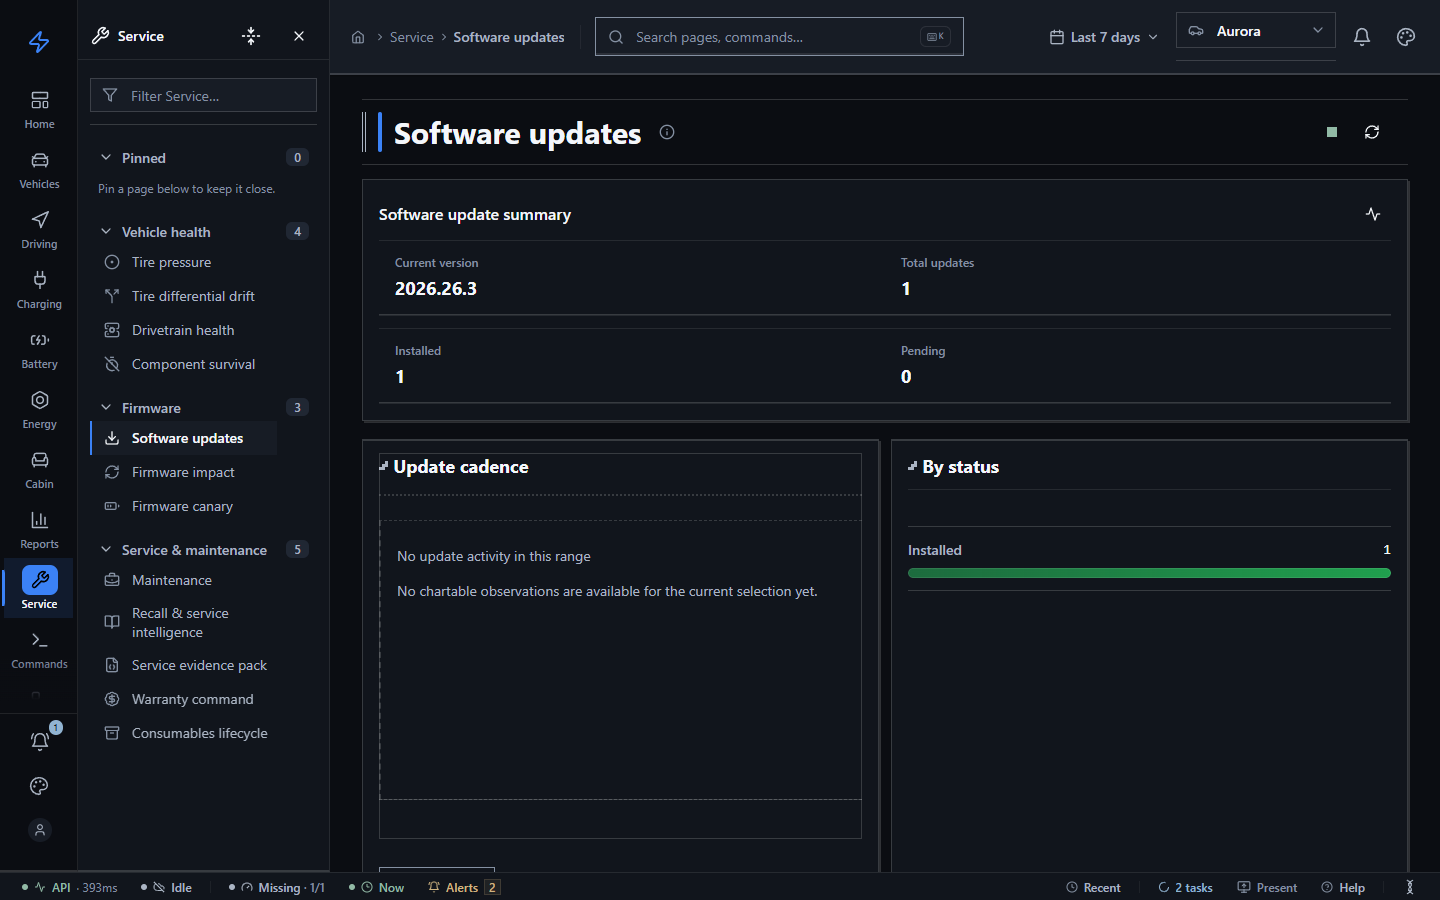 Home
Vehicles
Driving
Charging
Battery
Energy
Cabin
Reports
Service
Commands
1
Service
Filter Service...
Pinned 0
Pin a page below to keep it close.
Vehicle health 4
Tire pressure
Tire differential drift
Drivetrain health
Component survival
Firmware 3
Software updates
Firmware impact
Firmware canary
Service & maintenance 5
Maintenance
Recall & service
intelligence
Service evidence pack
Warranty command
Consumables lifecycle
Service > Software updates
Search pages, commands... K
Last 7 days
Aurora
Software updates
Software update summary
Current version
2026.26.3
Total updates
1
Installed
1
Pending
0
Update cadence
No update activity in this range
No chartable observations are available for the current selection yet.
By status
Installed 1
API · 393ms
Idle
Missing · 1/1
Now
Alerts 2
Recent
2 tasks
Present
Help